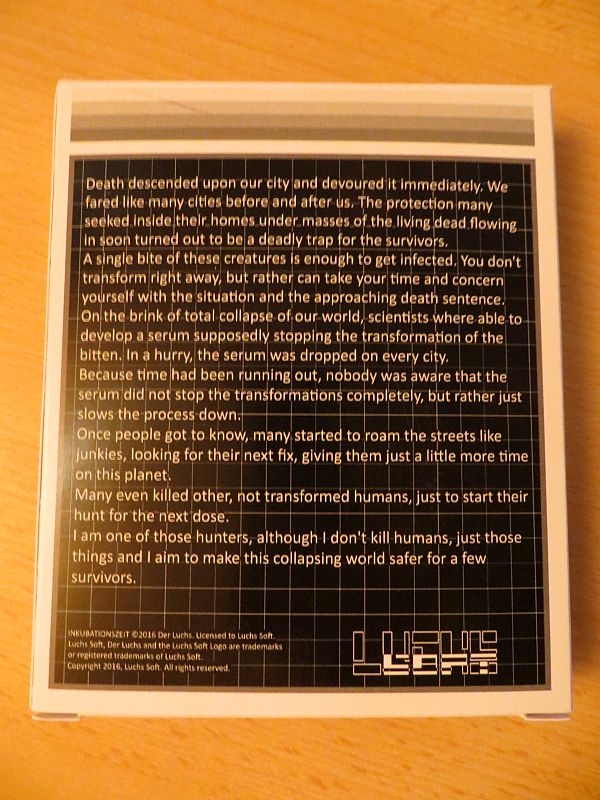 Death descended upon our city and devoured it immediately. We
fared like many cities before and after us. The protection many
seeked inside their homes under masses of the living dead flowing
in soon turned out to be a deadly trap for the survivors.
A single bite of these creatures is enough to get infected. You don't
transform right away, but rather can take your time and concern
yourself with the situation and the approaching death sentence.
On the brink of total collapse of our world, scientists where able to
develop a serum supposedly stopping the transformation of the
bitten. In a hurry, the serum was dropped on every city.
Because time had been running out, nobody was aware that the
serum did not stop the transformations completely, but rather just
slows the process down.
Once people got to know, many started to roam the streets like
junkies, looking for their next fix, giving them just a little more time
on this planet.
Many even killed other, not transformed humans, just to start their
hunt for the next dose.
I am one of those hunters, although I don't kill humans, just those
things and I aim to make this collapsing world safer for a few
survivors.
INKUBATIONSZEIT ©2016 Der Luchs. Licensed to Luchs Soft.
Luchs Soft, Der Luchs and the Luchs Soft Logo are trademarks
or registered trademarks of Luchs Soft.
Copyright 2016, Luchs Soft. All rights reserved.
LUCHS
SOFT